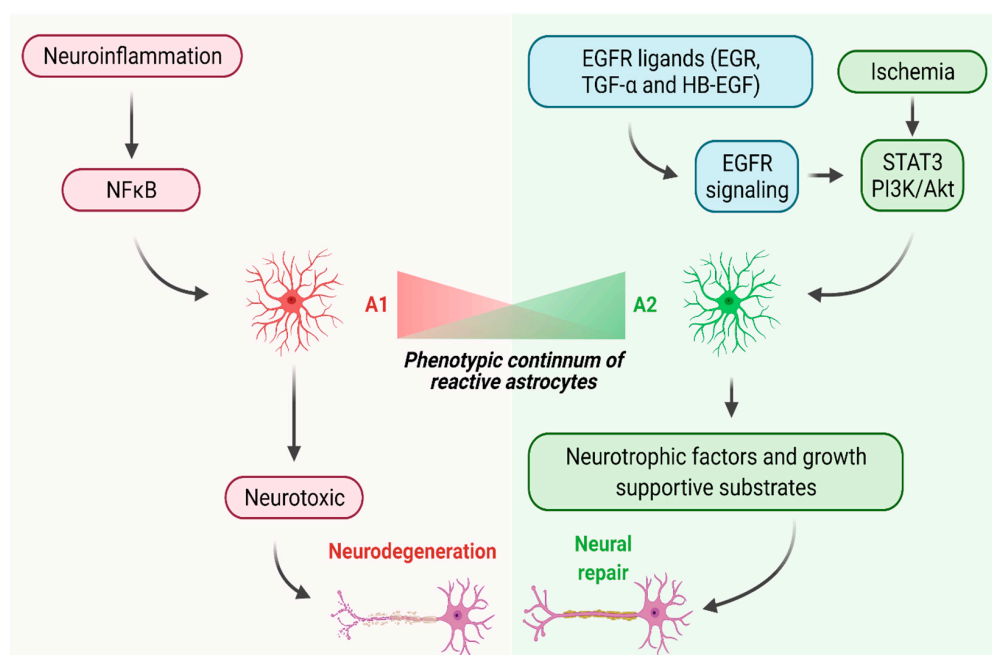 Neuroinflammation
NFκB
A1
Neurotoxic
Neurodegeneration
EGFR ligands (EGR,
TGF-α and HB-EGF)
Ischemia
EGFR
signaling
STAT3
PI3K/Akt
A2
Phenotypic continnum of
reactive astrocytes
Neurotrophic factors and growth
supportive substrates
Neural
repair